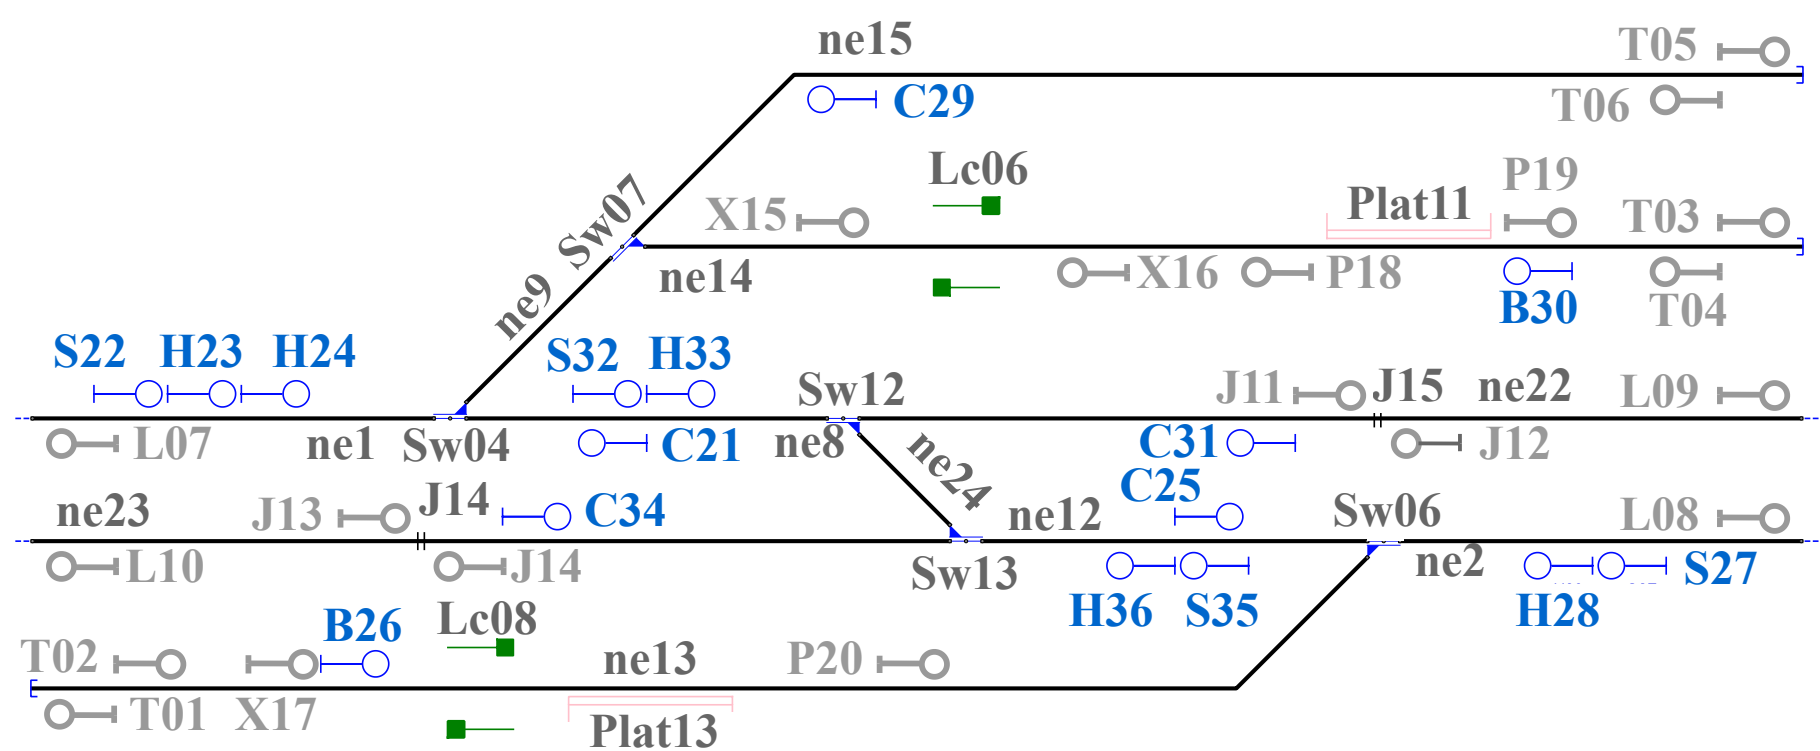 ne15
T05
C29
T06
Lc06
P19
Sw07
X15
Plat11
T03
ne14
X16
P18
ne9
B30
T04
S22 H23 H24
S32 H33
Sw12
J11
J15
ne22
L09
L07
ne1
Sw04
C21
ne8
ne24
C31
J12
C25
ne23
J13
J14
C34
ne12
Sw06
L08
L10
J14
Sw13
ne2
S27
H36
S35
H28
B26
Lc08
T02
ne13
P20
T01
X17
Plat13